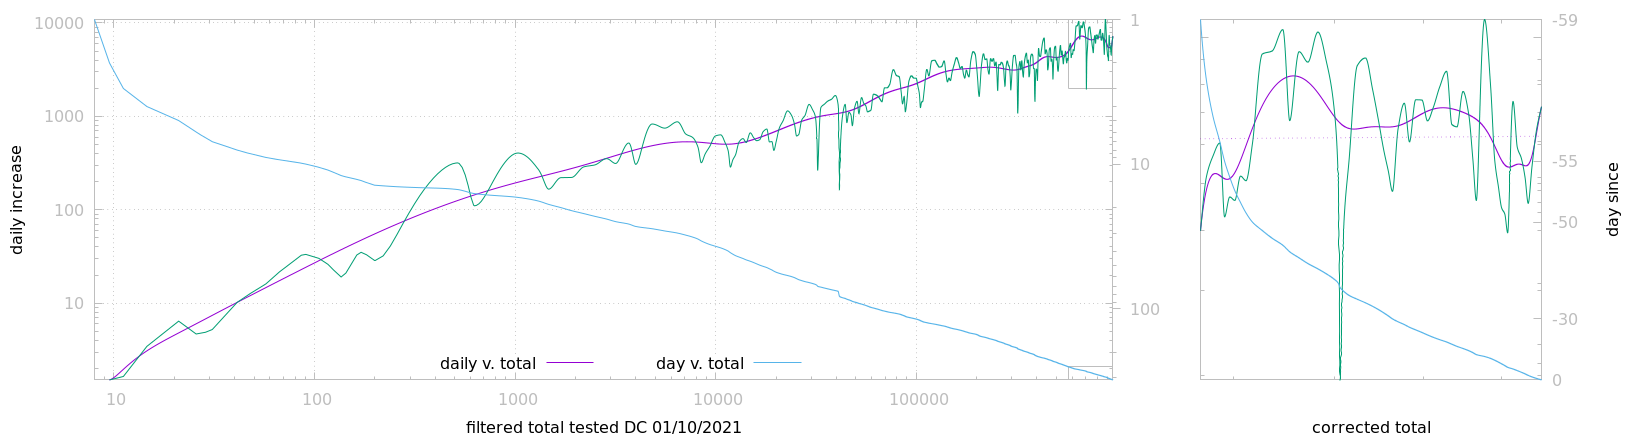 10000
1000
100
10
daily increase
10
100
1000
10000
100000
filtered total tested DC 01/10/2021
daily v. total
day v. total
1
10
100
-59
-55
-50
-30
0
day since
corrected total